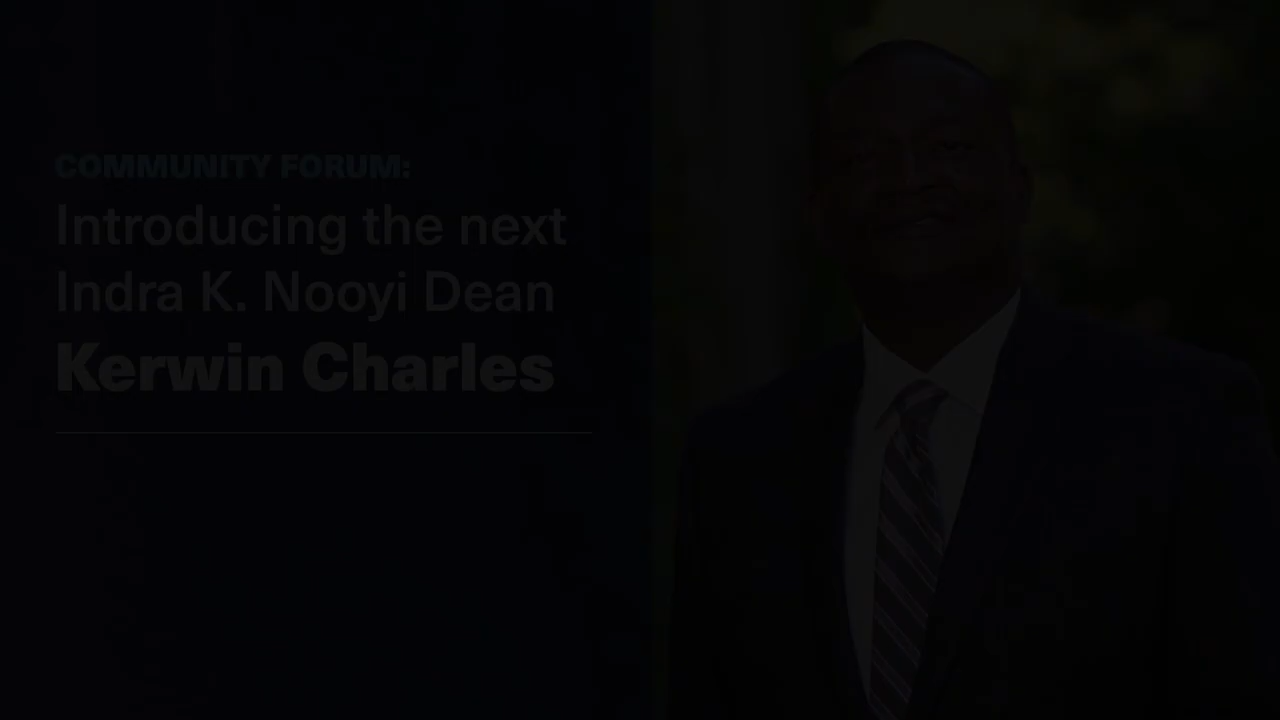 COMMUNITY FORUM:
Introducing the next
Indra K. Nooyi Dean
Kerwin Charles